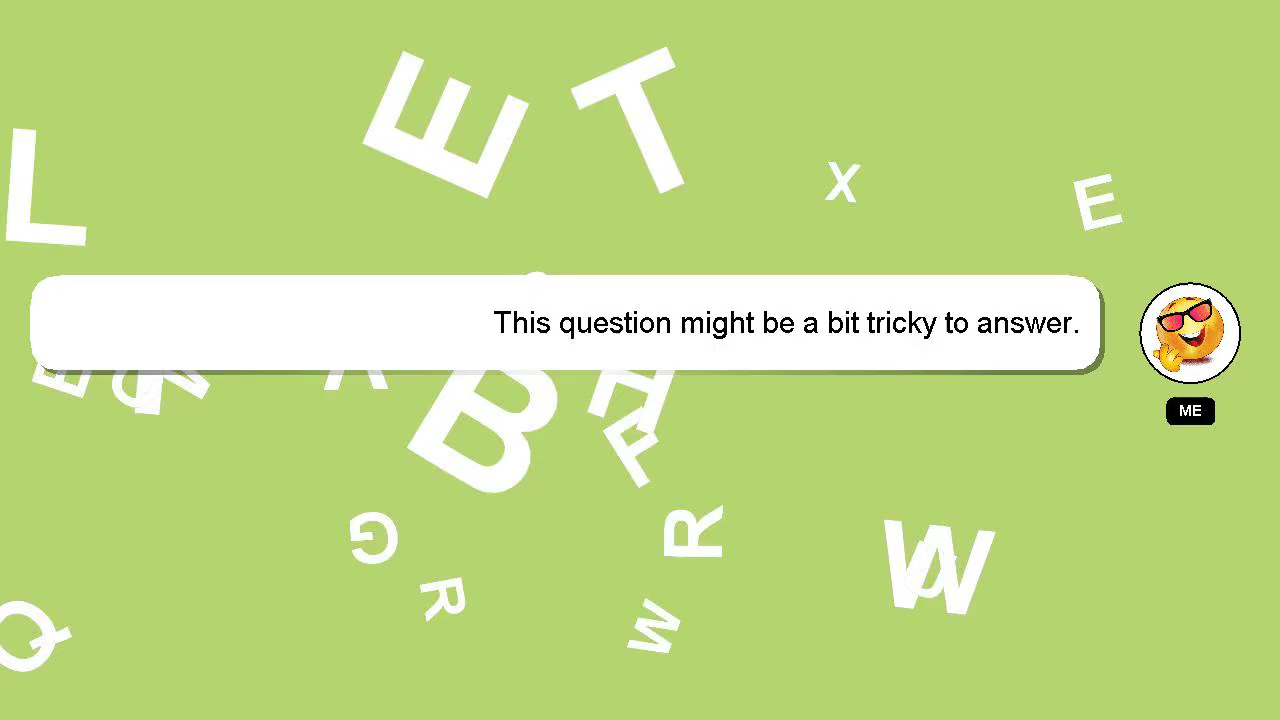 E T
L
X
E
This question might be a bit tricky to answer.
ME
B
F
G
R
R
W
W
U
Q